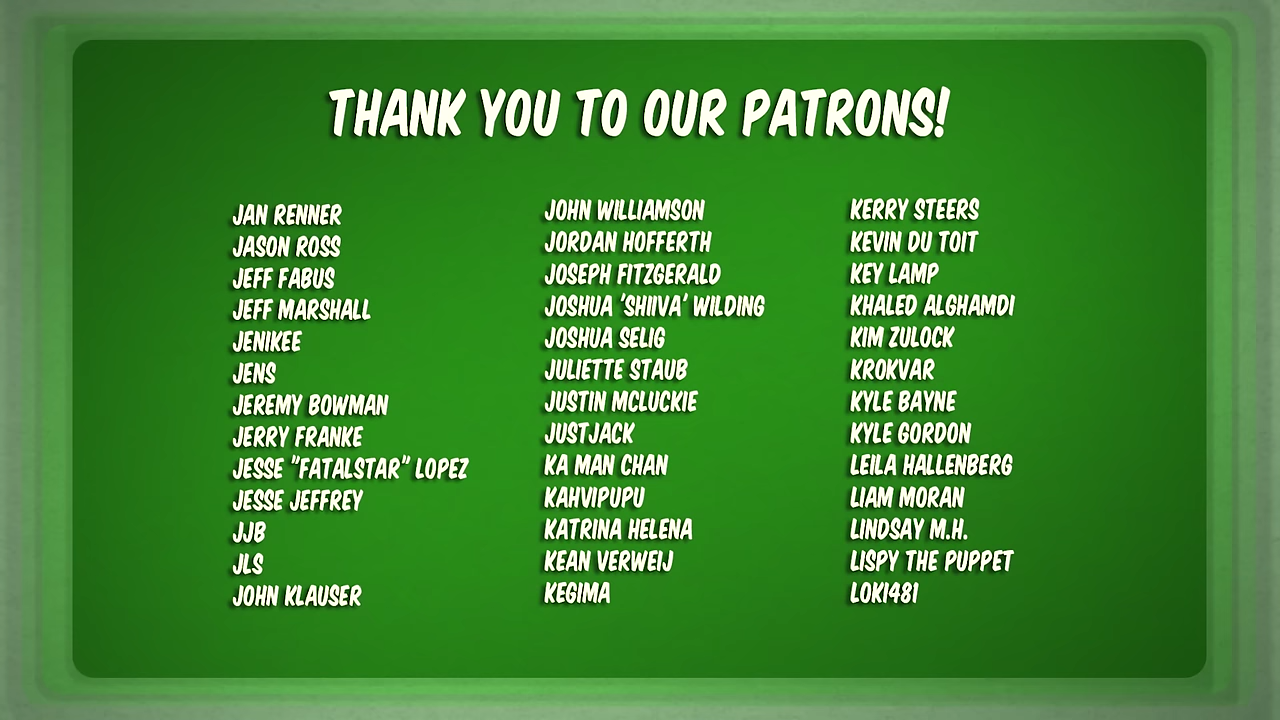 THANK YOU TO OUR PATRONS!
JAN RENNER
JASON ROSS
JEFF FABUS
JEFF MARSHALL
JENIKEE
JENS
JEREMY BOWMAN
JERRY FRANKE
JESSE "FATALSTAR" LOPEZ
JESSE JEFFREY
JJB
JLS
JOHN KLAUSER
JOHN WILLIAMSON
JORDAN HOFFERTH
JOSEPH FITZGERALD
JOSHUA 'SHIIVA' WILDING
JOSHUA SELIG
JULIETTE STAUB
JUSTIN MCLUCKIE
JUSTJACK
KA MAN CHAN
KAHVIPUPU
KATRINA HELENA
KEAN VERWEIJ
KEGIMA
KERRY STEERS
KEVIN DU TOIT
KEY LAMP
KHALED ALGHAMDI
KIM ZULOCK
KROKVAR
KYLE BAYNE
KYLE GORDON
LEILA HALLENBERG
LIAM MORAN
LINDSAY M.H.
LISPY THE PUPPET
LOKI481